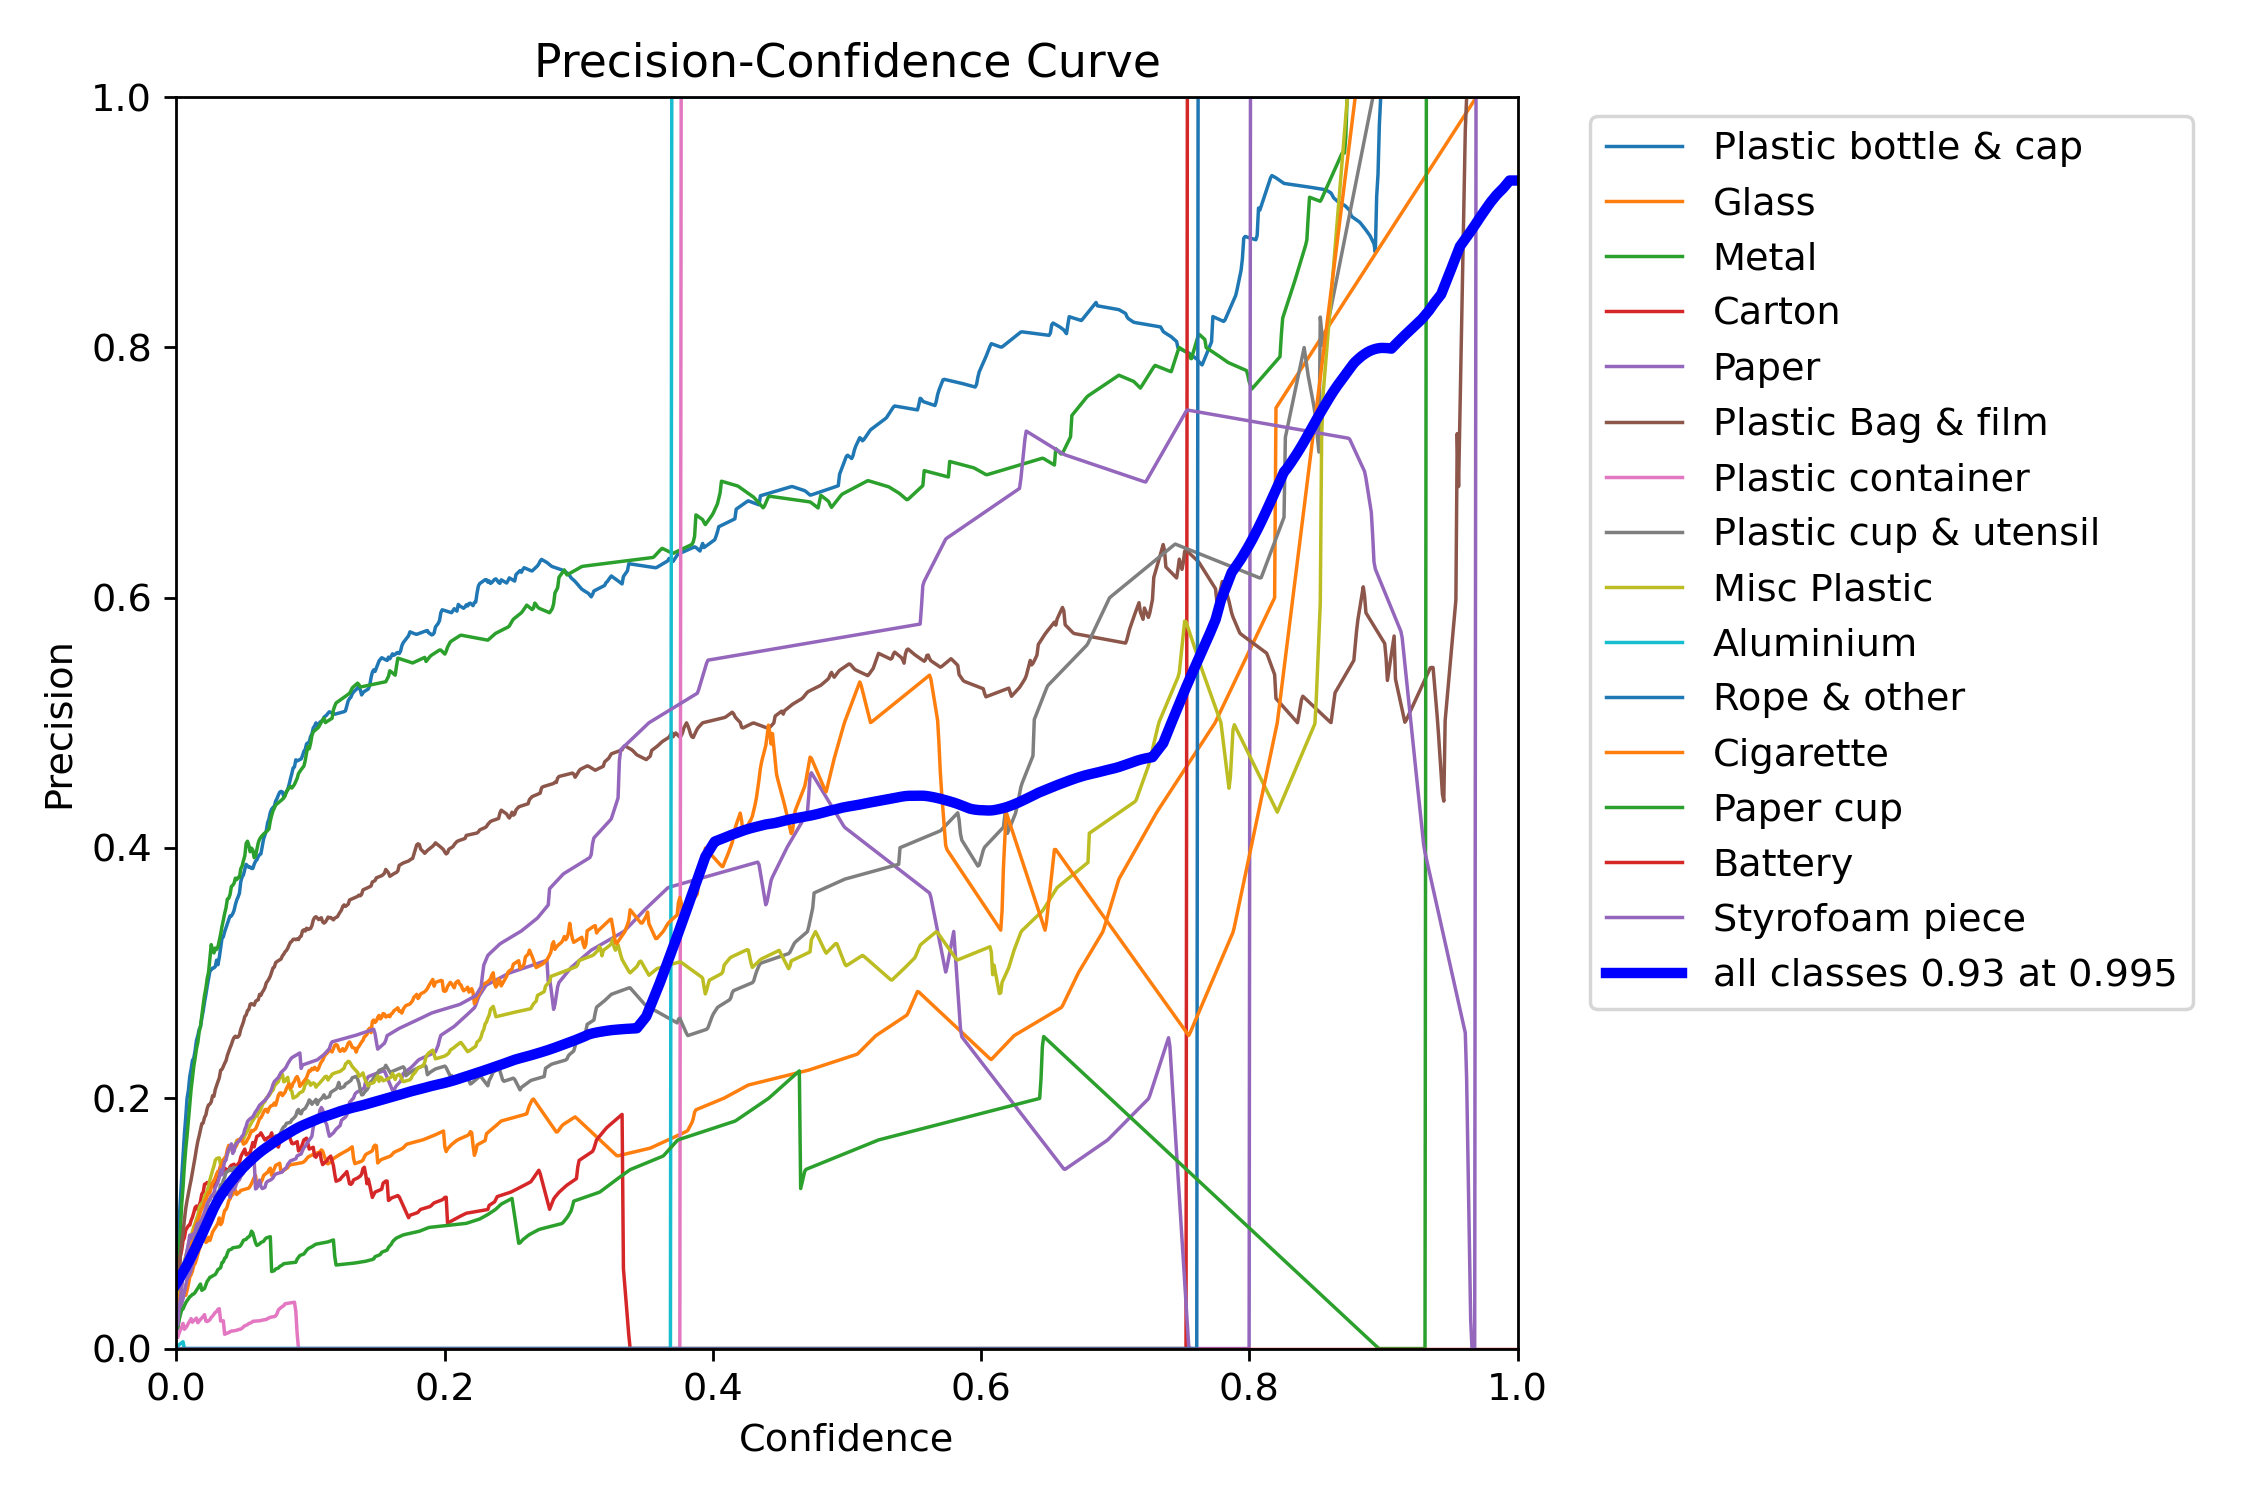 Precision-Confidence Curve
1.0
0.8
0.6
0.4
0.2
0.0
Precision
0.0 0.2 0.4 0.6 0.8 1.0
Confidence
Plastic bottle & cap
Glass
Metal
Carton
Paper
Plastic Bag & film
Plastic container
Plastic cup & utensil
Misc Plastic
Aluminium
Rope & other
Cigarette
Paper cup
Battery
Styrofoam piece
all classes 0.93 at 0.995